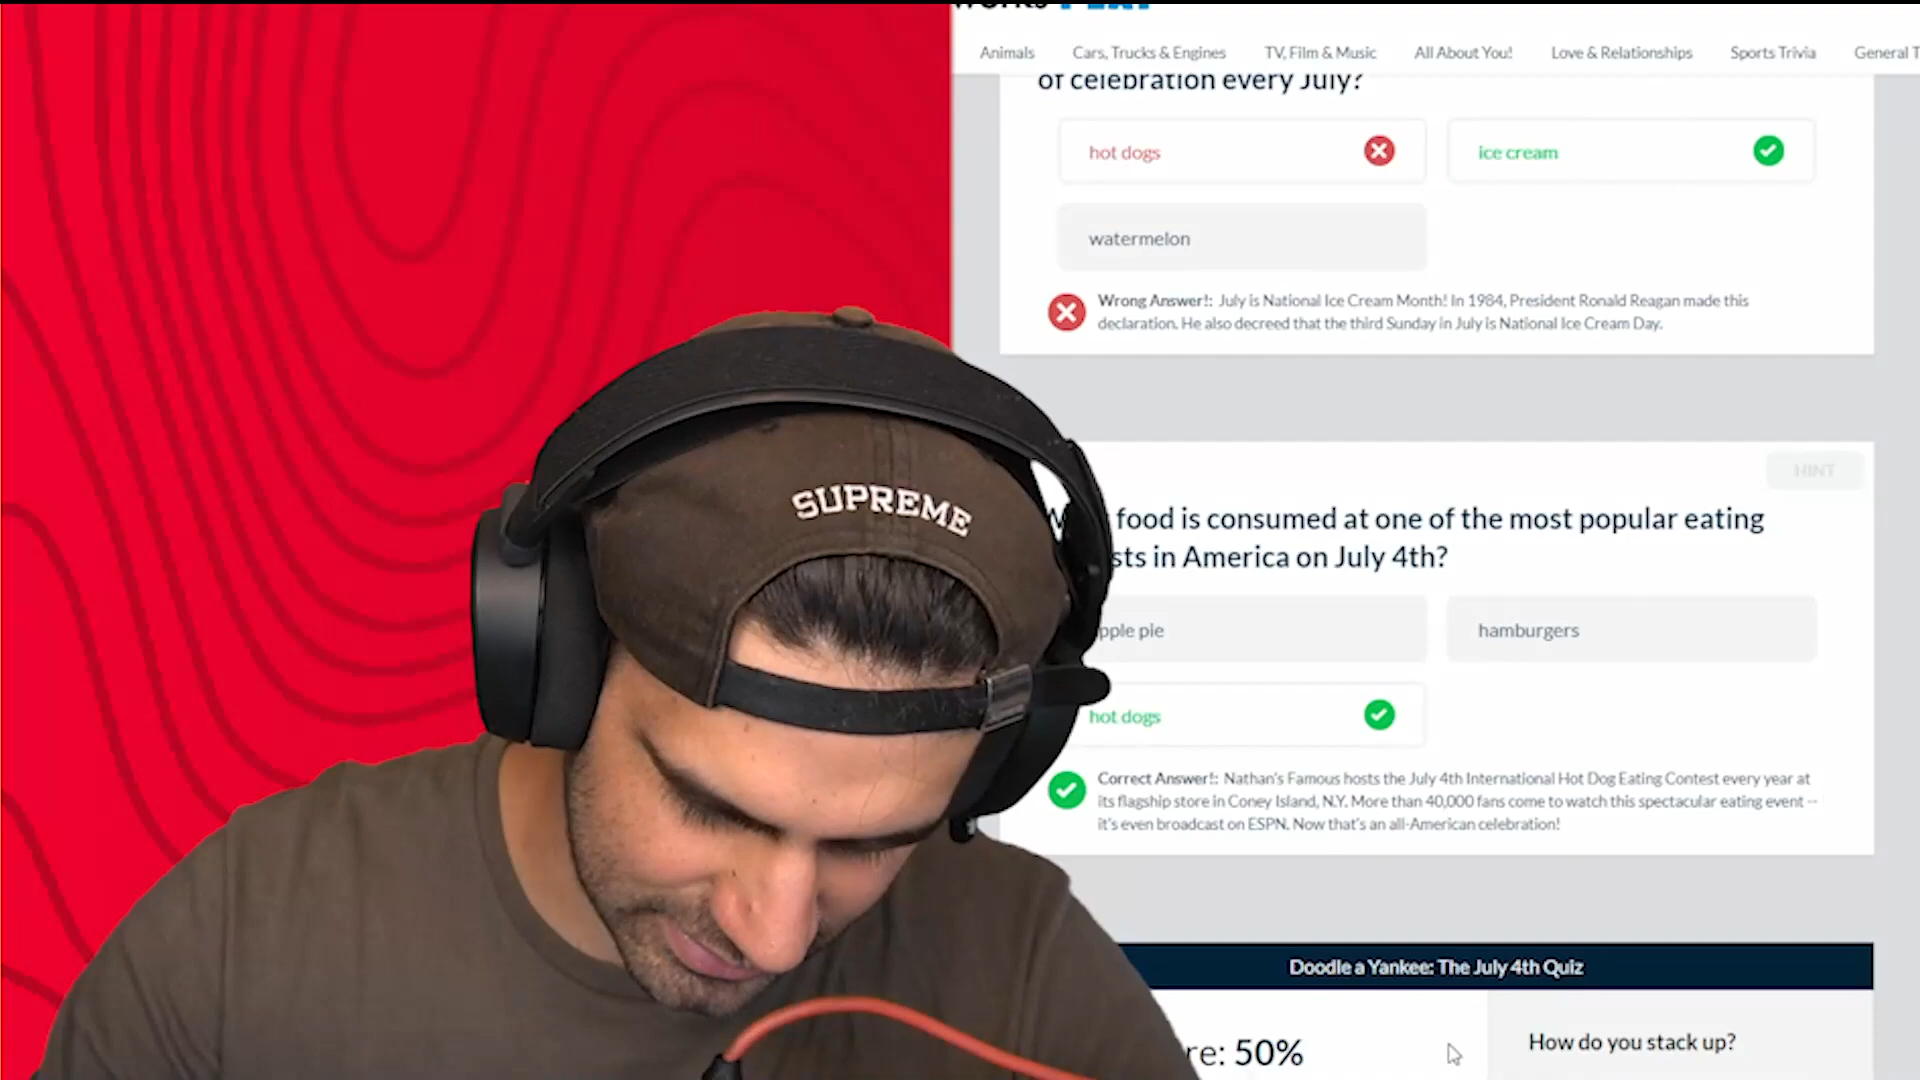 Animals Cars, Trucks & Engines TV, Film & Music All About You! Love & Relationships Sports Trivia General T
of celebration every July?
hot dogs ice cream
watermelon
Wrong Answer!: July is National Ice Cream Month! In 1984, President Ronald Reagan made this
declaration. He also decreed that the third Sunday in July is National Ice Cream Day.
HINT
food is consumed at one of the most popular eating
sts in America on July 4th?
pple pie hamburgers
hot dogs
Correct Answer!: Nathan's Famous hosts the July 4th International Hot Dog Eating Contest every year at
its flagship store in Coney Island, N.Y. More than 40,000 fans come to watch this spectacular eating event --
it's even broadcast on ESPN. Now that's an all-American celebration!
Doodle a Yankee: The July 4th Quiz
re: 50% How do you stack up?
SUPREME